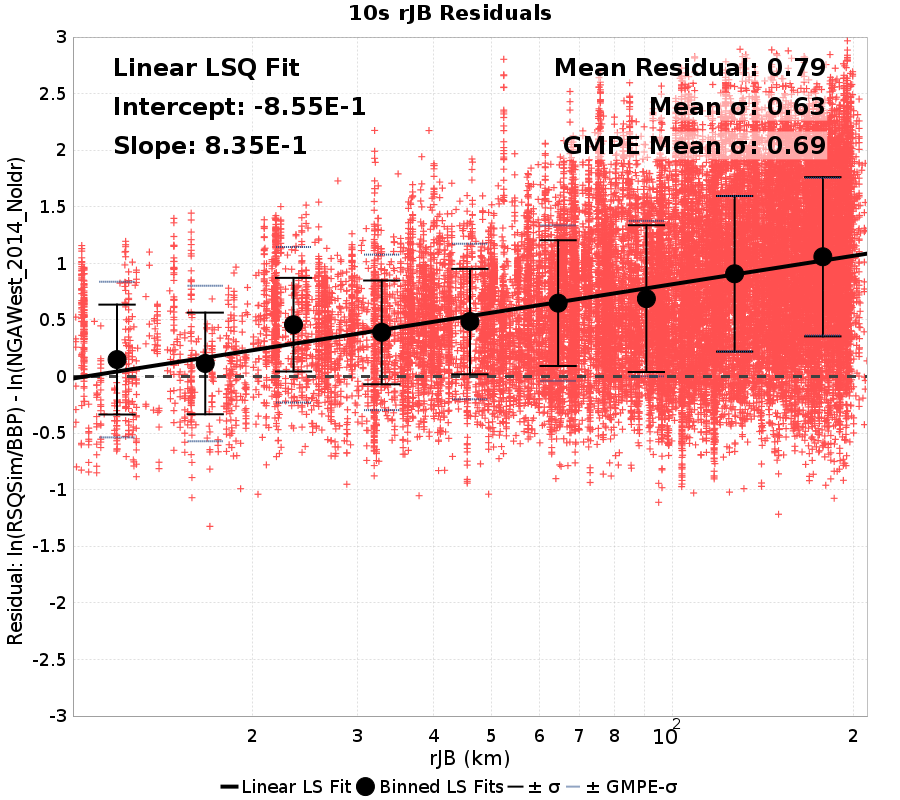 10s rJB Residuals
Linear LSQ Fit
Intercept: -8.55E-1
Slope: 8.35E-1
Mean Residual: 0.79
Mean σ: 0.63
GMPE Mean σ: 0.69
3
2.5
2
1.5
1
0.5
0
-0.5
-1
-1.5
-2
-2.5
-3
Residual: ln(RSQSim/BBP) - ln(NGAWest_2014_NoIdr)
2 3 4 5 6 7 8 10² 2
rJB (km)
Linear LS Fit Binned LS Fits ± σ ± GMPE-σ